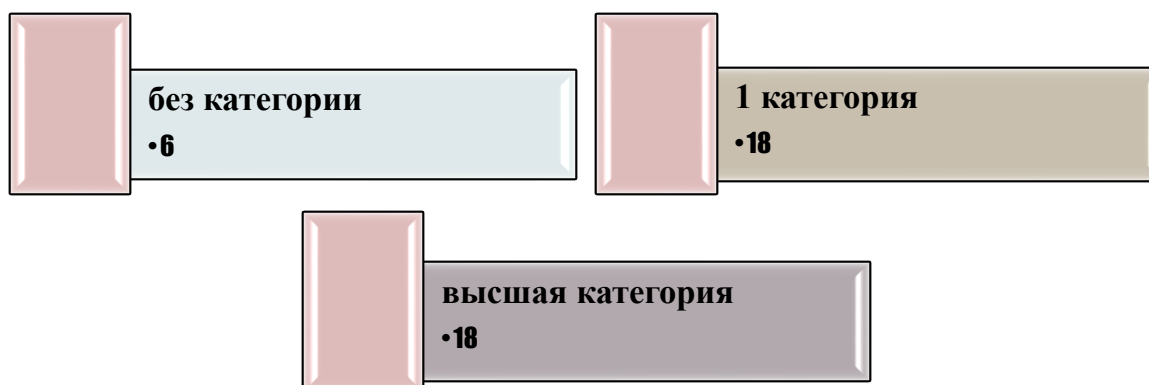 без категории
•6
1 категория
•18
высшая категория
•18